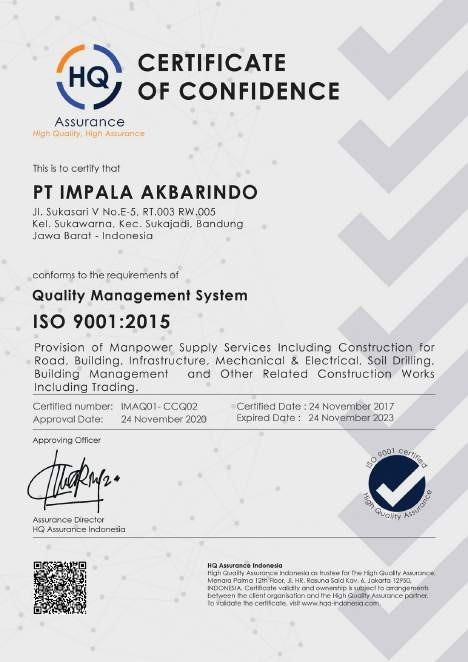 HQ
Assurance
High Quality, High Assurance
CERTIFICATE
OF CONFIDENCE
This is to certify that
PT IMPALA AKBARINDO
Jl. Sukasari V No.E-5, RT.003 RW.005
Kel. Sukawarna, Kec. Sukajadi, Bandung
Jawa Barat - Indonesia
conforms to the requirements of
Quality Management System
ISO 9001:2015
Provision of Manpower Supply Services Including Construction for
Road, Building, Infrastructure, Mechanical & Electrical, Soil Drilling,
Building Management and Other Related Construction Works
Including Trading.
Certified number: IMAQ01- CCQ02
Certified Date : 24 November 2017
Approval Date: 24 November 2020
Expired Date : 24 November 2023
Approving Officer
Assurance Director
HQ Assurance Indonesia
ISO 9001 certified
High Quality Assurance
HQ Assurance Indonesia
High Quality Assurance Indonesia as trustee for The High Quality Assurance,
Menara Palma 12th Floor, Jl. HR. Rasuna Said Kav. 6, Jakarta 12950,
INDONESIA. Certificate validity and ownership is subject to arrangements
between the client organisation and the High Quality Assurance partner.
To validate the certificate, visit www.hqa-indonesia.com.